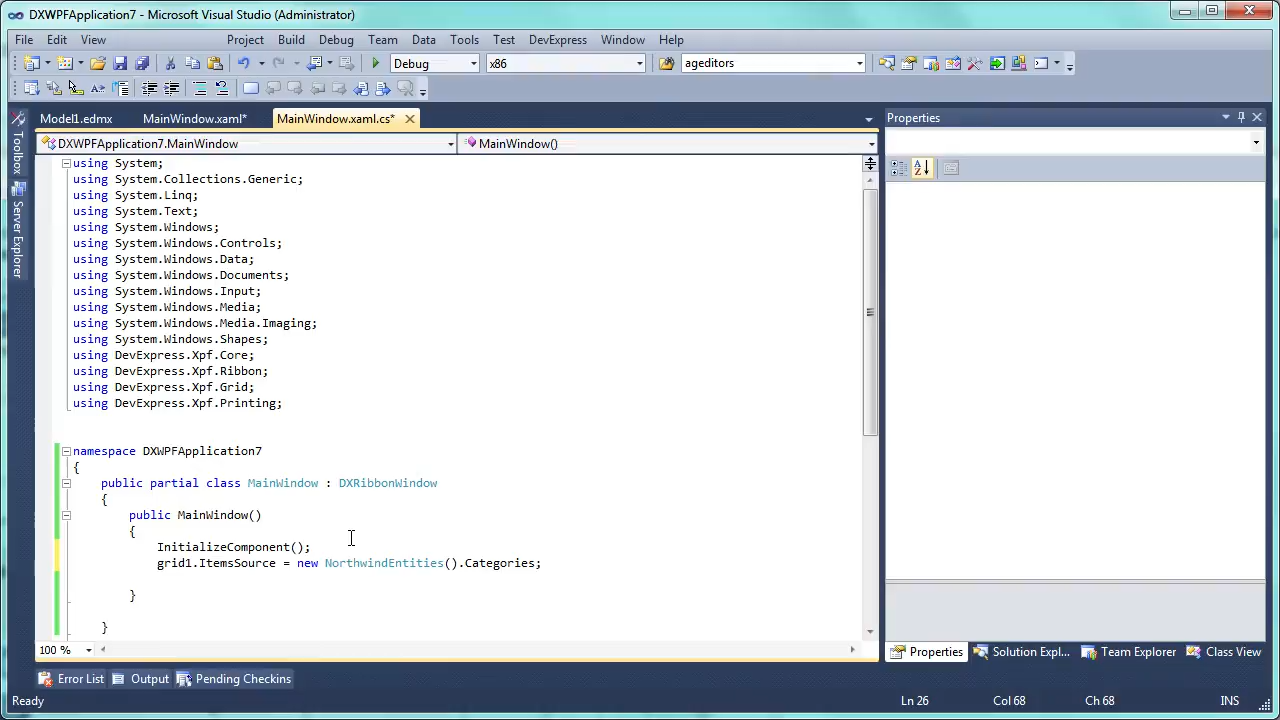 DXWPFApplication7 - Microsoft Visual Studio (Administrator)
File Edit View Project Build Debug Team Data Tools Test DevExpress Window Help
Debug x86 ageditors
Model1.edmx MainWindow.xaml* MainWindow.xaml.cs*
Properties
DXWPFApplication7.MainWindow MainWindow()
Toolbox
Server Explorer
using System;
using System.Collections.Generic;
using System.Linq;
using System.Text;
using System.Windows;
using System.Windows.Controls;
using System.Windows.Data;
using System.Windows.Documents;
using System.Windows.Input;
using System.Windows.Media;
using System.Windows.Media.Imaging;
using System.Windows.Shapes;
using DevExpress.Xpf.Core;
using DevExpress.Xpf.Ribbon;
using DevExpress.Xpf.Grid;
using DevExpress.Xpf.Printing;
namespace DXWPFApplication7
{
public partial class MainWindow : DXRibbonWindow
{
public MainWindow()
{
InitializeComponent();
grid1.ItemsSource = new NorthwindEntities().Categories;
}
}
100 %
Properties Solution Expl... Team Explorer Class View
Error List Output Pending Checkins
Ready Ln 26 Col 68 Ch 68 INS